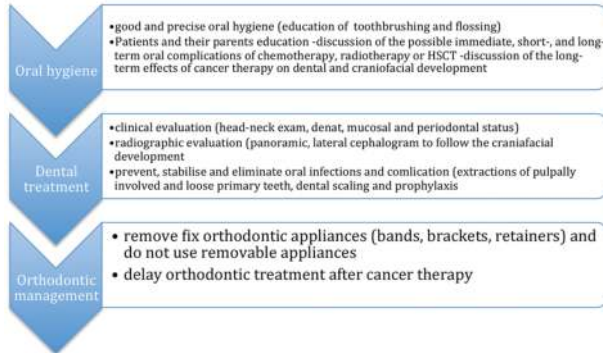 •good and precise oral hygiene (education of toothbrushing and flossing)
•Patients and their parents education -discussion of the possible immediate, short-, and long-
term oral complications of chemotherapy, radiotherapy or HSCT -discussion of the long-
term effects of cancer therapy on dental and craniofacial development
Oral hygiene
•clinical evaluation (head-neck exam, denat, mucosal and periodontal status)
•radiographic evaluation (panoramic, lateral cephalogram to follow the craniafacial
development
•prevent, stabilise and eliminate oral infections and comlication (extractions of pulpally
involved and loose primary teeth, dental scaling and prophylaxis
Dental
treatment
• remove fix orthodontic appliances (bands, brackets, retainers) and
do not use removable appliances
• delay orthodontic treatment after cancer therapy
Orthodontic
management